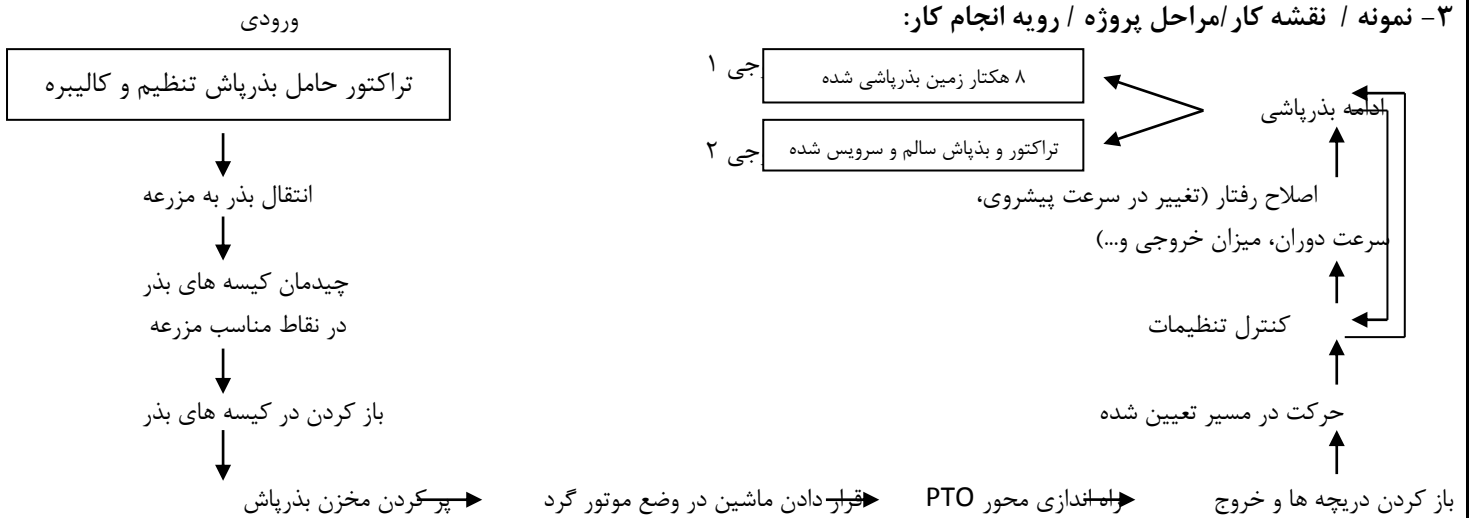 ۳- نمونه / نقشه کار/مراحل پروژه / رویه انجام کار:
ورودی
تراکتور حامل بذرپاش تنظیم و کالیبره
انتقال بذر به مزرعه
چیدمان کیسه های بذر
در نقاط مناسب مزرعه
باز کردن در کیسه های بذر
پر کردن مخزن بذرپاش
قرار دادن ماشین در وضع موتور گرد
راه اندازی محور PTO
باز کردن دریچه ها و خروج
حرکت در مسیر تعیین شده
کنترل تنظیمات
اصلاح رفتار (تغییر در سرعت پیشروی،
سرعت دوران، میزان خروجی و...)
ادامه بذرپاشی
جی ۱
۸ هکتار زمین بذرپاشی شده
جی ۲
تراکتور و بذپاش سالم و سرویس شده